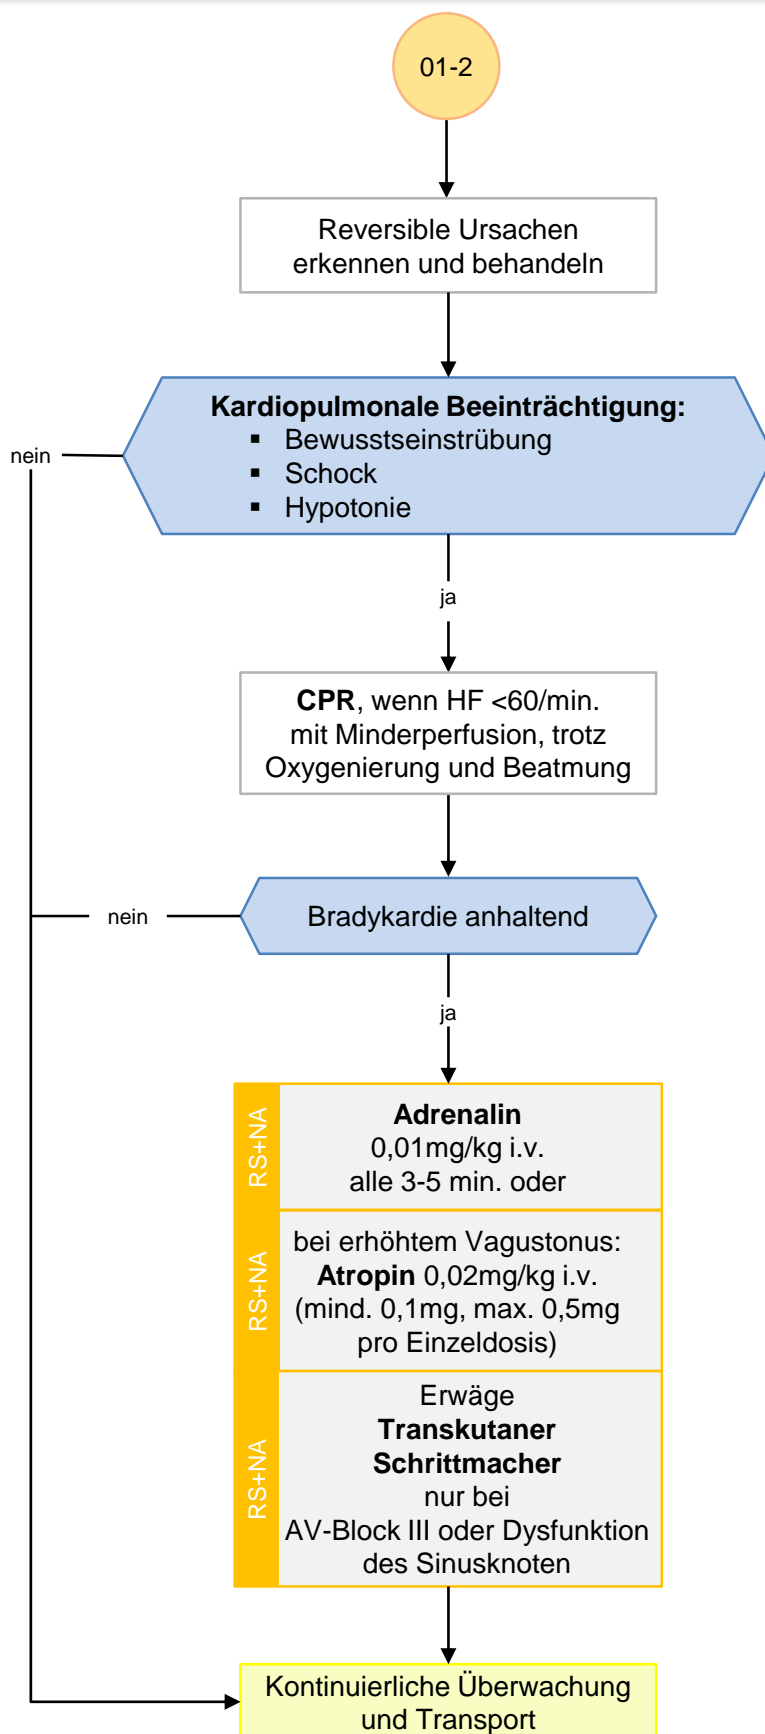 01-2
Reversible Ursachen
erkennen und behandeln
Kardiopulmonale Beeinträchtigung:
▪ Bewusstseinstrübung
▪ Schock
▪ Hypotonie
nein
ja
CPR, wenn HF <60/min.
mit Minderperfusion, trotz
Oxygenierung und Beatmung
nein
Bradykardie anhaltend
ja
RS+NA
Adrenalin
0,01mg/kg i.v.
alle 3-5 min. oder
RS+NA
bei erhöhtem Vagustonus:
Atropin 0,02mg/kg i.v.
(mind. 0,1mg, max. 0,5mg
pro Einzeldosis)
RS+NA
Erwäge
Transkutaner
Schrittmacher
nur bei
AV-Block III oder Dysfunktion
des Sinusknoten
Kontinuierliche Überwachung
und Transport